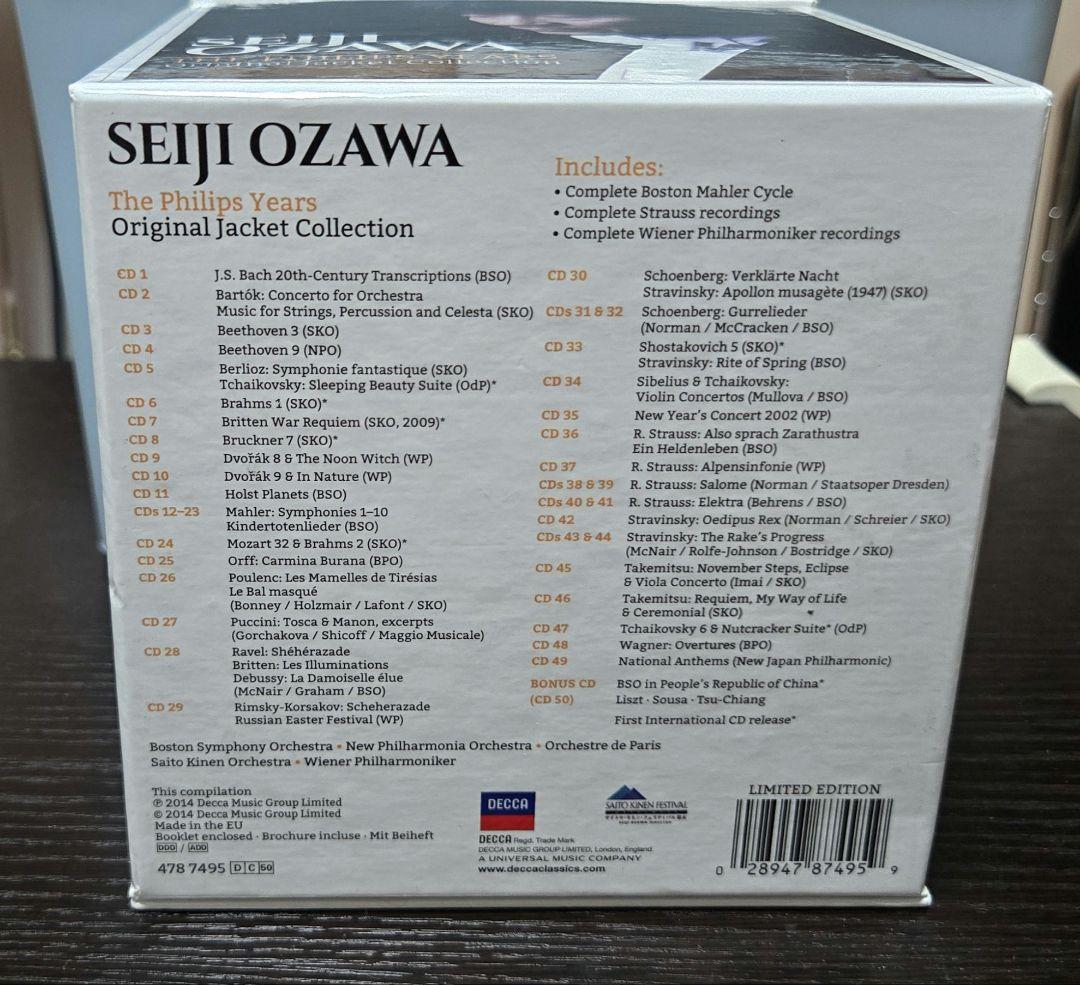 SEIJI
OZAWA
SEIJI OZAWA
The Philips Years
Original Jacket Collection
Includes:
• Complete Boston Mahler Cycle
• Complete Strauss recordings
• Complete Wiener Philharmoniker recordings
CD 1 J.S. Bach 20th-Century Transcriptions (BSO)
CD 2 Bartók: Concerto for Orchestra
Music for Strings, Percussion and Celesta (SKO)
CD 3 Beethoven 3 (SKO)
CD 4 Beethoven 9 (NPO)
CD 5 Berlioz: Symphonie fantastique (SKO)
Tchaikovsky: Sleeping Beauty Suite (OdP)*
CD 6 Brahms 1 (SKO)*
CD 7 Britten War Requiem (SKO, 2009)*
CD 8 Bruckner 7 (SKO)*
CD 9 Dvořák 8 & The Noon Witch (WP)
CD 10 Dvořák 9 & In Nature (WP)
CD 11 Holst Planets (BSO)
CDs 12–23 Mahler: Symphonies 1–10
Kindertotenlieder (BSO)
CD 24 Mozart 32 & Brahms 2 (SKO)*
CD 25 Orff: Carmina Burana (BPO)
CD 26 Poulenc: Les Mamelles de Tirésias
Le Bal masqué
(Bonney / Holzmair / Lafont / SKO)
CD 27 Puccini: Tosca & Manon, excerpts
(Gorchakova / Shicoff / Maggio Musicale)
CD 28 Ravel: Shéhérazade
Britten: Les Illuminations
Debussy: La Damoiselle élue
(McNair / Graham / BSO)
CD 29 Rimsky-Korsakov: Scheherazade
Russian Easter Festival (WP)
CD 30 Schoenberg: Verklärte Nacht
Stravinsky: Apollon musagète (1947) (SKO)
CDs 31 & 32 Schoenberg: Gurrelieder
(Norman / McCracken / BSO)
CD 33 Shostakovich 5 (SKO)*
Stravinsky: Rite of Spring (BSO)
CD 34 Sibelius & Tchaikovsky:
Violin Concertos (Mullova / BSO)
CD 35 New Year's Concert 2002 (WP)
CD 36 R. Strauss: Also sprach Zarathustra
Ein Heldenleben (BSO)
CD 37 R. Strauss: Alpensinfonie (WP)
CDs 38 & 39 R. Strauss: Salome (Norman / Staatsoper Dresden)
CDs 40 & 41 R. Strauss: Elektra (Behrens / BSO)
CD 42 Stravinsky: Oedipus Rex (Norman / Schreier / SKO)
CDs 43 & 44 Stravinsky: The Rake's Progress
(McNair / Rolfe-Johnson / Bostridge / SKO)
CD 45 Takemitsu: November Steps, Eclipse
& Viola Concerto (Imai / SKO)
CD 46 Takemitsu: Requiem, My Way of Life
& Ceremonial (SKO)
CD 47 Tchaikovsky 6 & Nutcracker Suite* (OdP)
CD 48 Wagner: Overtures (BPO)
CD 49 National Anthems (New Japan Philharmonic)
BONUS CD BSO in People's Republic of China*
(CD 50) Liszt · Sousa · Tsu-Chiang
First International CD release*
Boston Symphony Orchestra • New Philharmonia Orchestra • Orchestre de Paris
Saito Kinen Orchestra • Wiener Philharmoniker
This compilation
℗ 2014 Decca Music Group Limited
© 2014 Decca Music Group Limited
Made in the EU
Booklet enclosed · Brochure incluse · Mit Beiheft
DDD / ADD
478 7495 D C 50
DECCA
DECCA Regd. Trade Mark
DECCA MUSIC GROUP LIMITED, London, England
A UNIVERSAL MUSIC COMPANY
www.deccaclassics.com
SAITO KINEN FESTIVAL
LIMITED EDITION
0 28947 87495 9